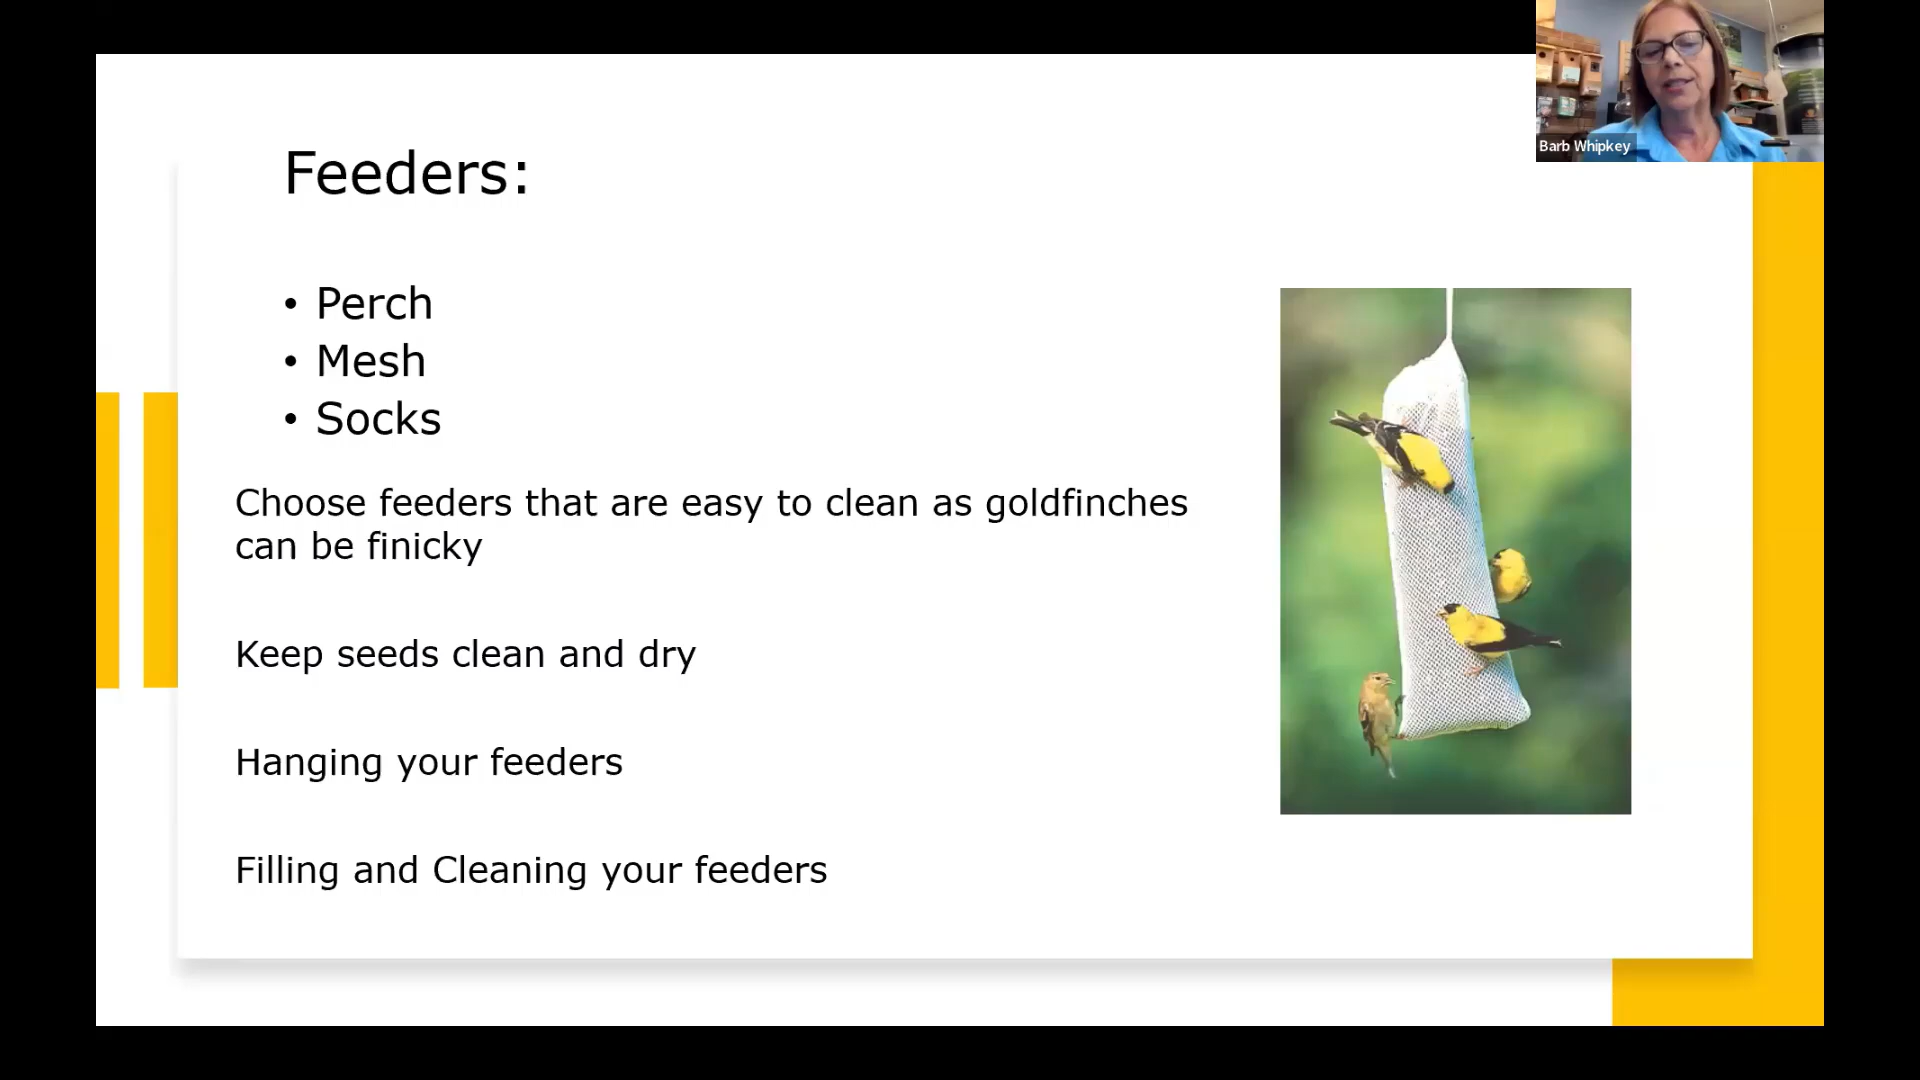 Barb Whipkey
Feeders:
• Perch
• Mesh
• Socks
Choose feeders that are easy to clean as goldfinches
can be finicky
Keep seeds clean and dry
Hanging your feeders
Filling and Cleaning your feeders